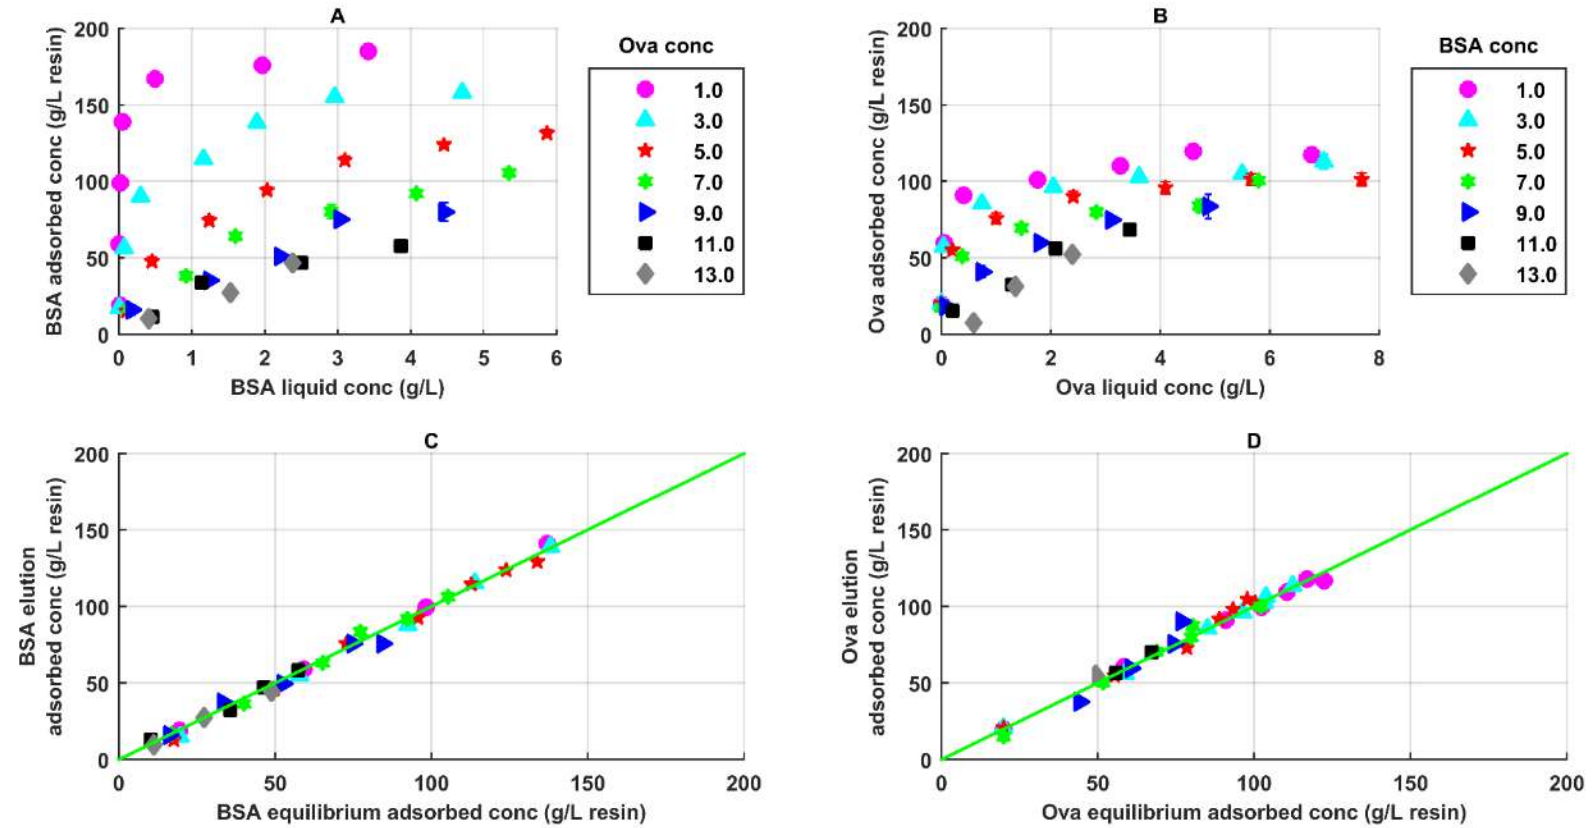 A
BSA adsorbed conc (g/L resin)
200
150
100
50
0
0 1 2 3 4 5 6
BSA liquid conc (g/L)
Ova conc
1.0
3.0
5.0
7.0
9.0
11.0
13.0
B
Ova adsorbed conc (g/L resin)
200
150
100
50
0
0 2 4 6 8
Ova liquid conc (g/L)
BSA conc
1.0
3.0
5.0
7.0
9.0
11.0
13.0
C
BSA elution
adsorbed conc (g/L resin)
200
150
100
50
0
0 50 100 150 200
BSA equilibrium adsorbed conc (g/L resin)
D
Ova elution
adsorbed conc (g/L resin)
200
150
100
50
0
0 50 100 150 200
Ova equilibrium adsorbed conc (g/L resin)